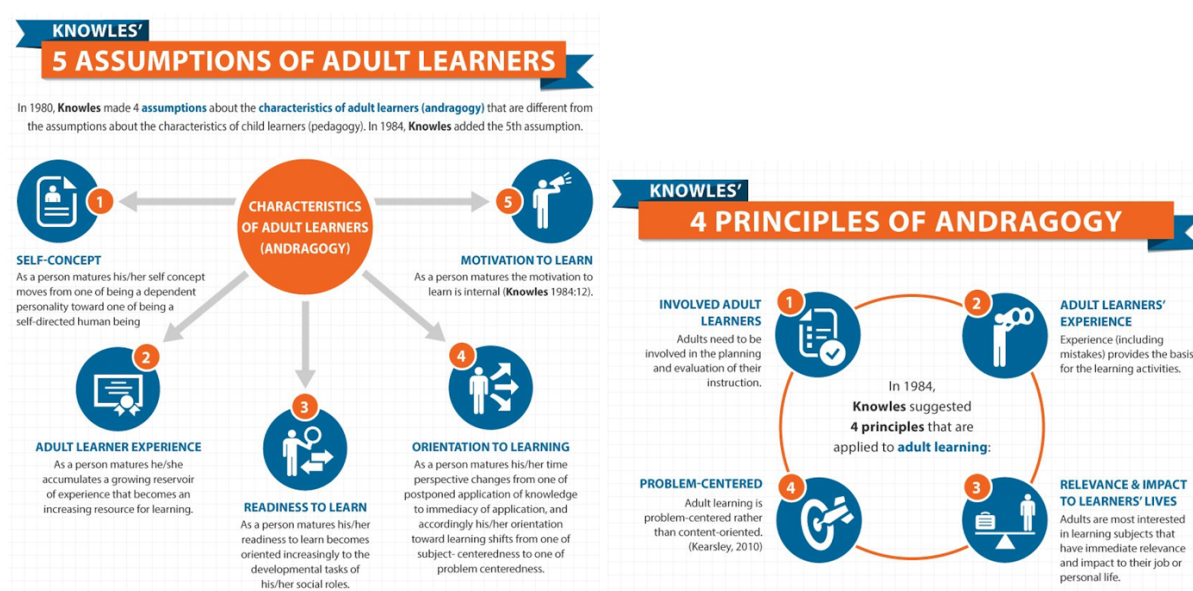 KNOWLES'
5 ASSUMPTIONS OF ADULT LEARNERS
In 1980, Knowles made 4 assumptions about the characteristics of adult learners (andragogy) that are different from
the assumptions about the characteristics of child learners (pedagogy). In 1984, Knowles added the 5th assumption.
CHARACTERISTICS
OF ADULT LEARNERS
(ANDRAGOGY)
1
SELF-CONCEPT
As a person matures his/her self concept
moves from one of being a dependent
personality toward one of being a
self-directed human being
2
ADULT LEARNER EXPERIENCE
As a person matures he/she
accumulates a growing reservoir
of experience that becomes an
increasing resource for learning.
3
READINESS TO LEARN
As a person matures his/her
readiness to learn becomes
oriented increasingly to the
developmental tasks of
his/her social roles.
4
ORIENTATION TO LEARNING
As a person matures his/her time
perspective changes from one of
postponed application of knowledge
to immediacy of application, and
accordingly his/her orientation
toward learning shifts from one of
subject- centeredness to one of
problem centeredness.
5
MOTIVATION TO LEARN
As a person matures the motivation to
learn is internal (Knowles 1984:12).
KNOWLES'
4 PRINCIPLES OF ANDRAGOGY
In 1984,
Knowles suggested
4 principles that are
applied to adult learning:
1
INVOLVED ADULT
LEARNERS
Adults need to be
involved in the planning
and evaluation of their
instruction.
2
ADULT LEARNERS'
EXPERIENCE
Experience (including
mistakes) provides the basis
for the learning activities.
3
RELEVANCE & IMPACT
TO LEARNERS' LIVES
Adults are most interested
in learning subjects that
have immediate relevance
and impact to their job or
personal life.
4
PROBLEM-CENTERED
Adult learning is
problem-centered rather
than content-oriented.
(Kearsley, 2010)